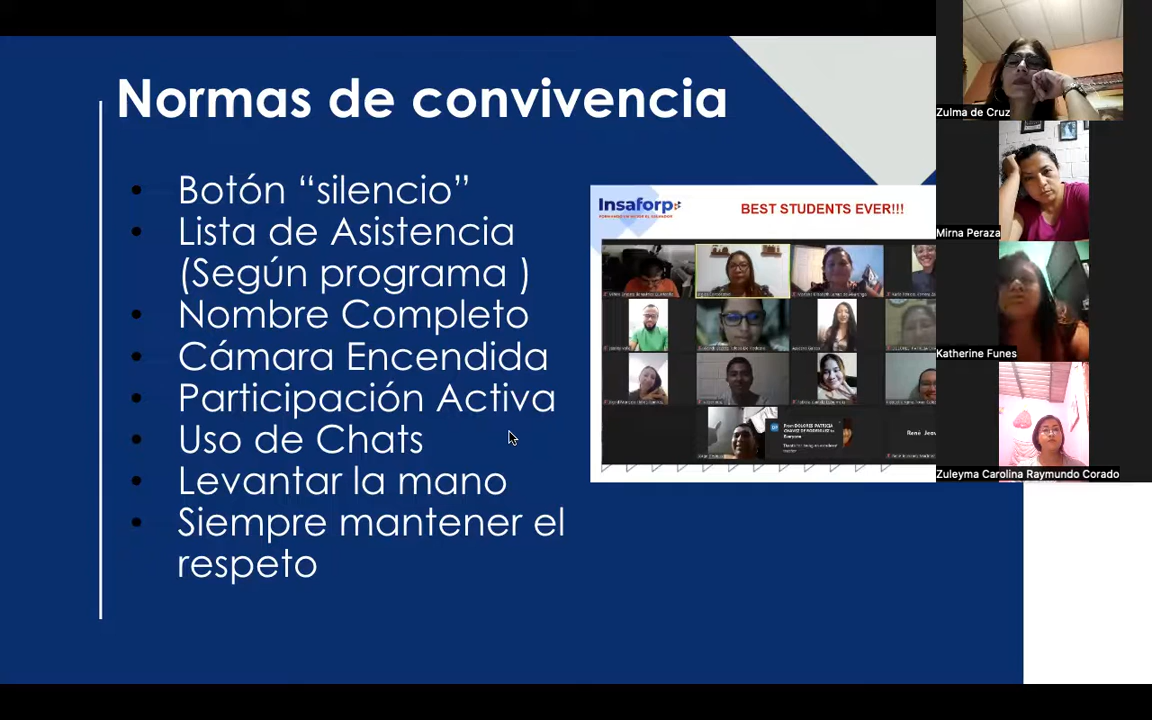 Normas de convivencia
• Botón “silencio”
• Lista de Asistencia
(Según programa )
• Nombre Completo
• Cámara Encendida
• Participación Activa
• Uso de Chats
• Levantar la mano
• Siempre mantener el
respeto
Insaforp
BEST STUDENTS EVER!!!
Zulma de Cruz
Mirna Peraza
Katherine Funes
Zuleyma Carolina Raymundo Corado